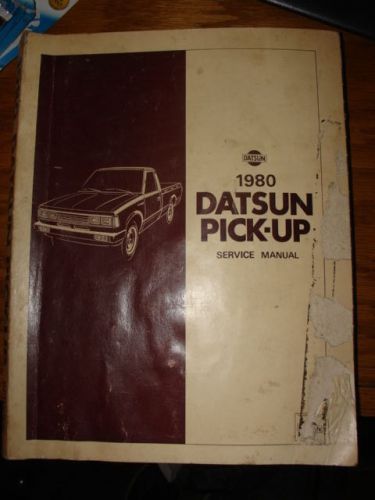 DATSUN
1980
DATSUN
PICK-UP
SERVICE MANUAL